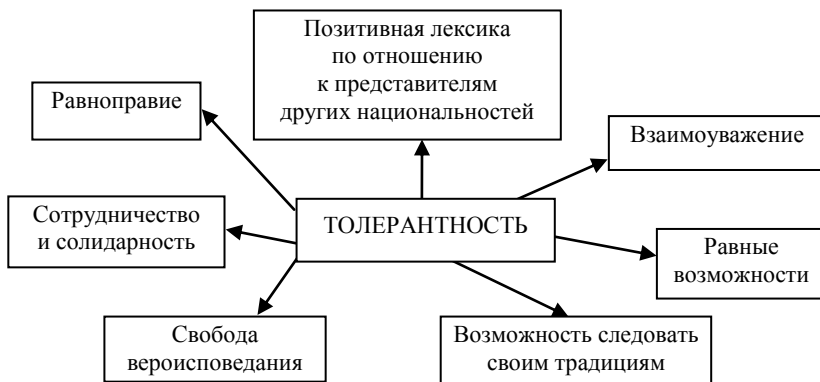 Позитивная лексика
по отношению
к представителям
других национальностей
Равноправие
Взаимоуважение
Сотрудничество
и солидарность
ТОЛЕРАНТНОСТЬ
Равные
возможности
Свобода
вероисповедания
Возможность следовать
своим традициям